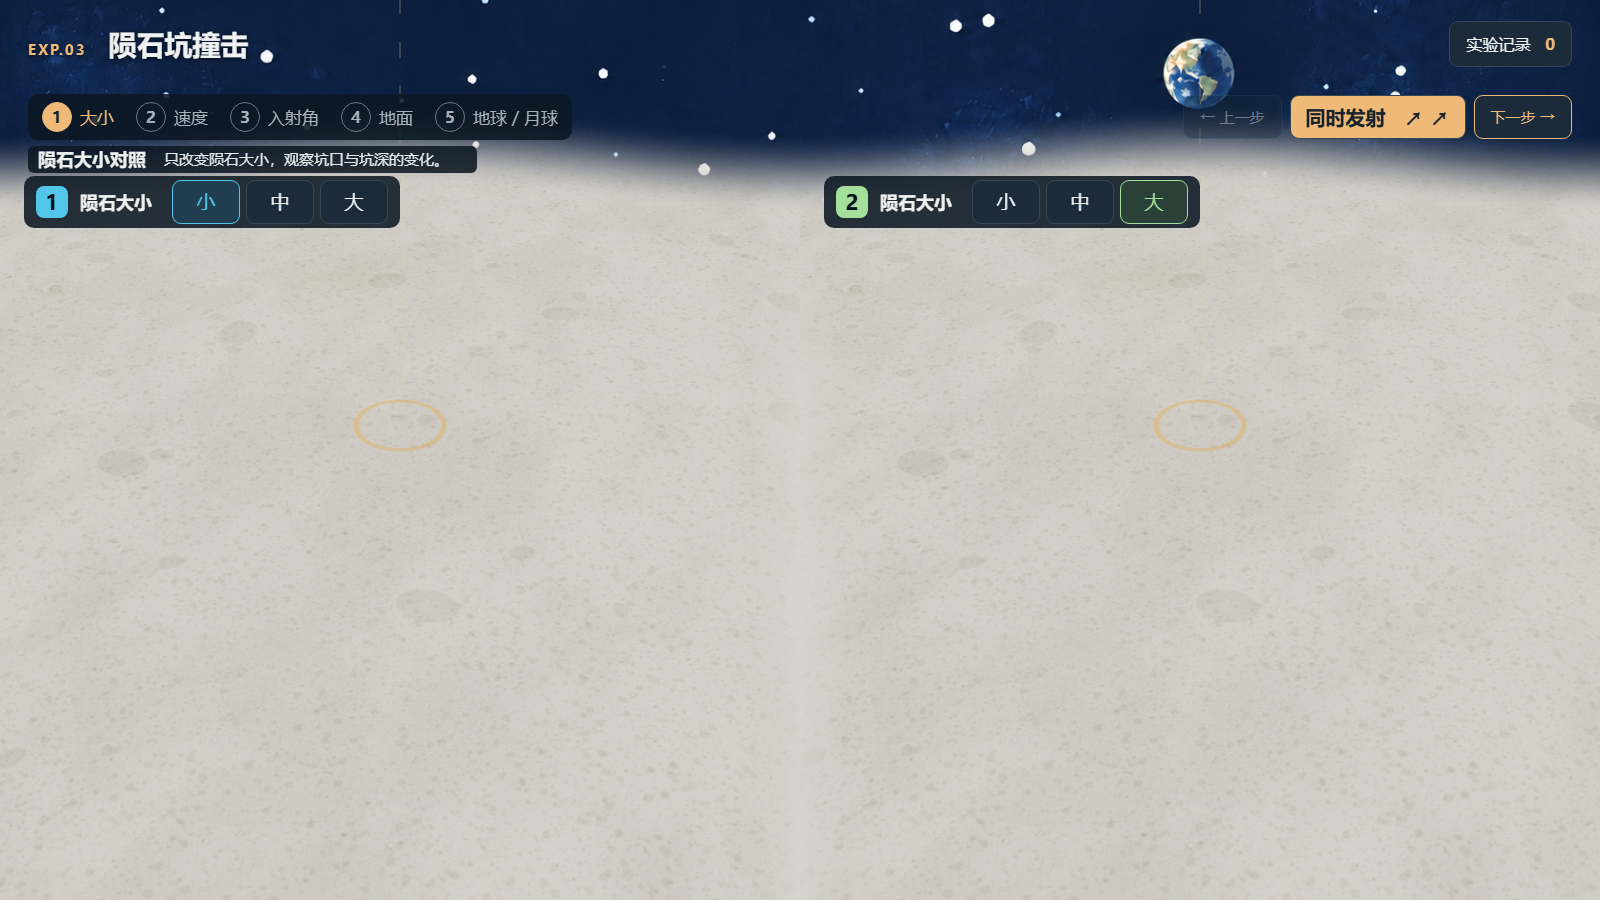 EXP.03 陨石坑撞击
实验记录 0
1 大小 2 速度 3 入射角 4 地面 5 地球 / 月球
← 上一步 同时发射 ↗ ↗ 下一步 →
陨石大小对照 只改变陨石大小，观察坑口与坑深的变化。
1 陨石大小 小 中 大
2 陨石大小 小 中 大